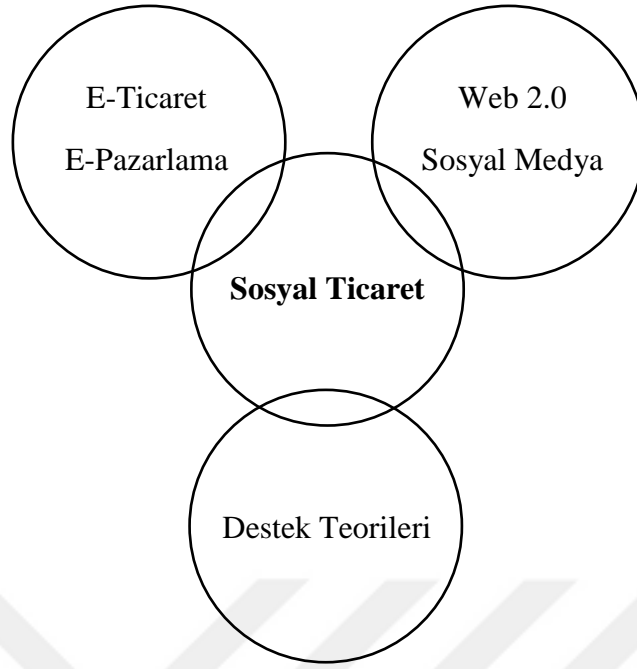 E-Ticaret
E-Pazarlama
Web 2.0
Sosyal Medya
Sosyal Ticaret
Destek Teorileri